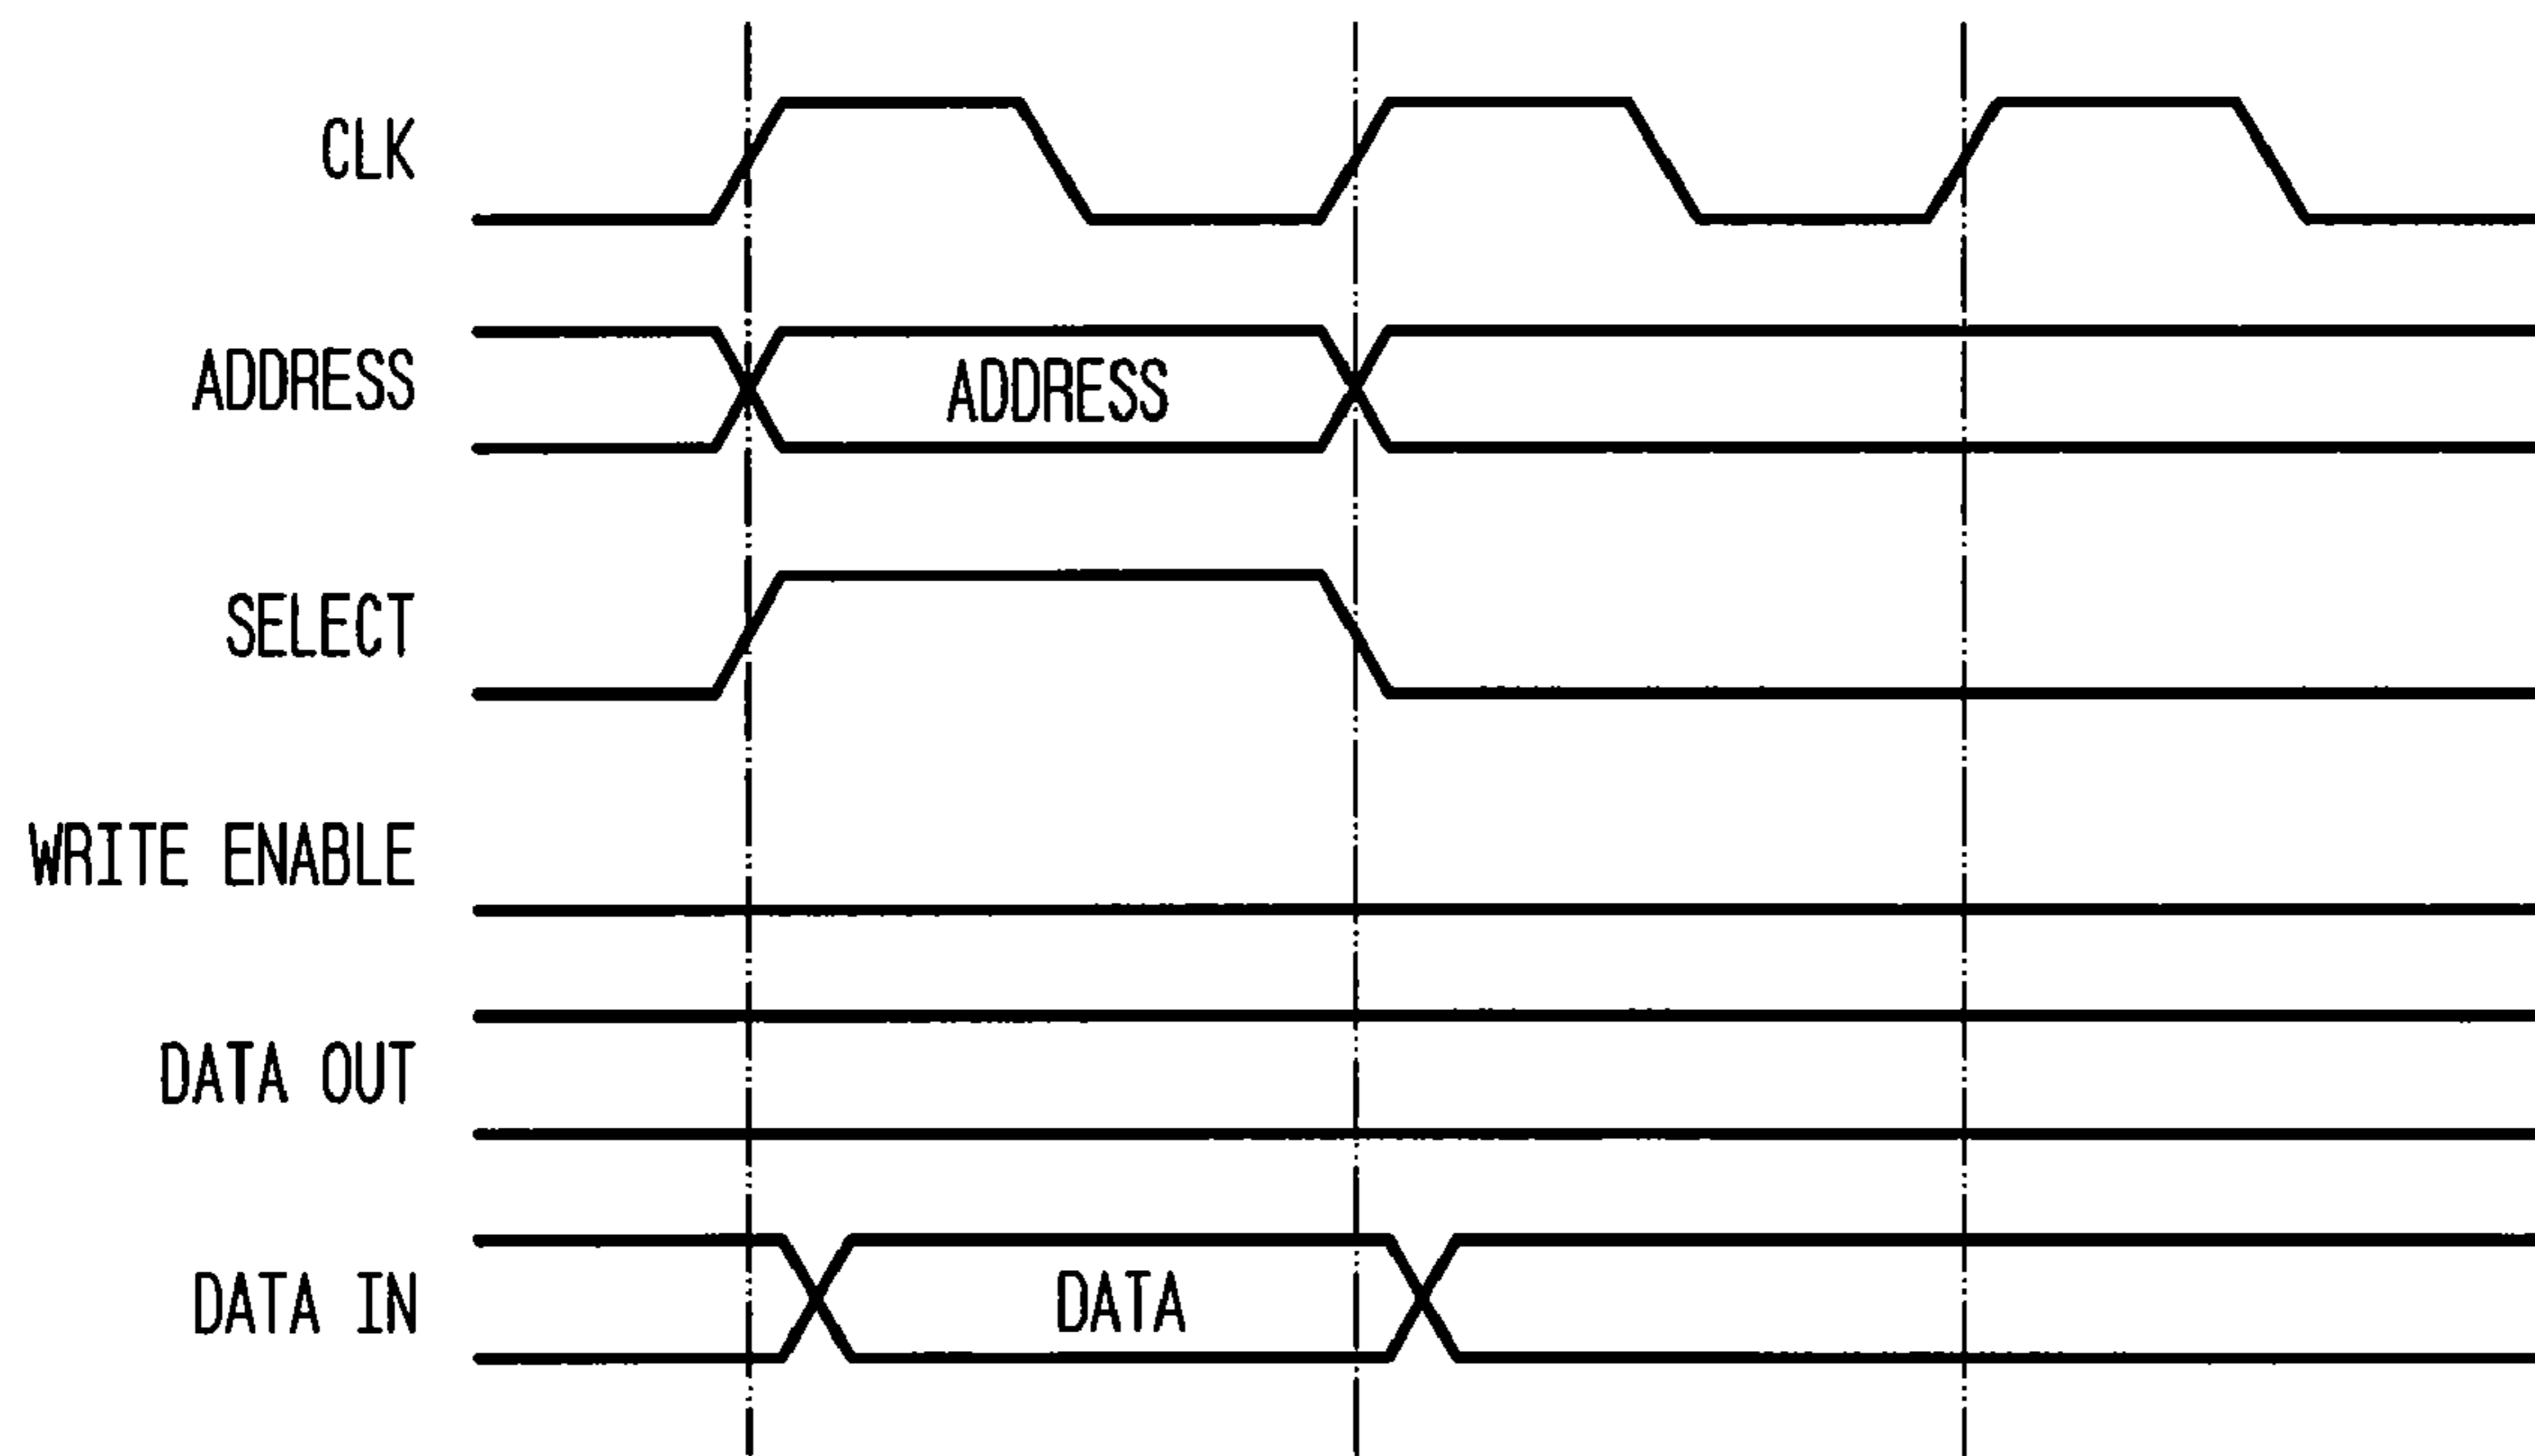 CLK
ADDRESS
ADDRESS
SELECT
WRITE ENABLE
DATA OUT
DATA IN
DATA